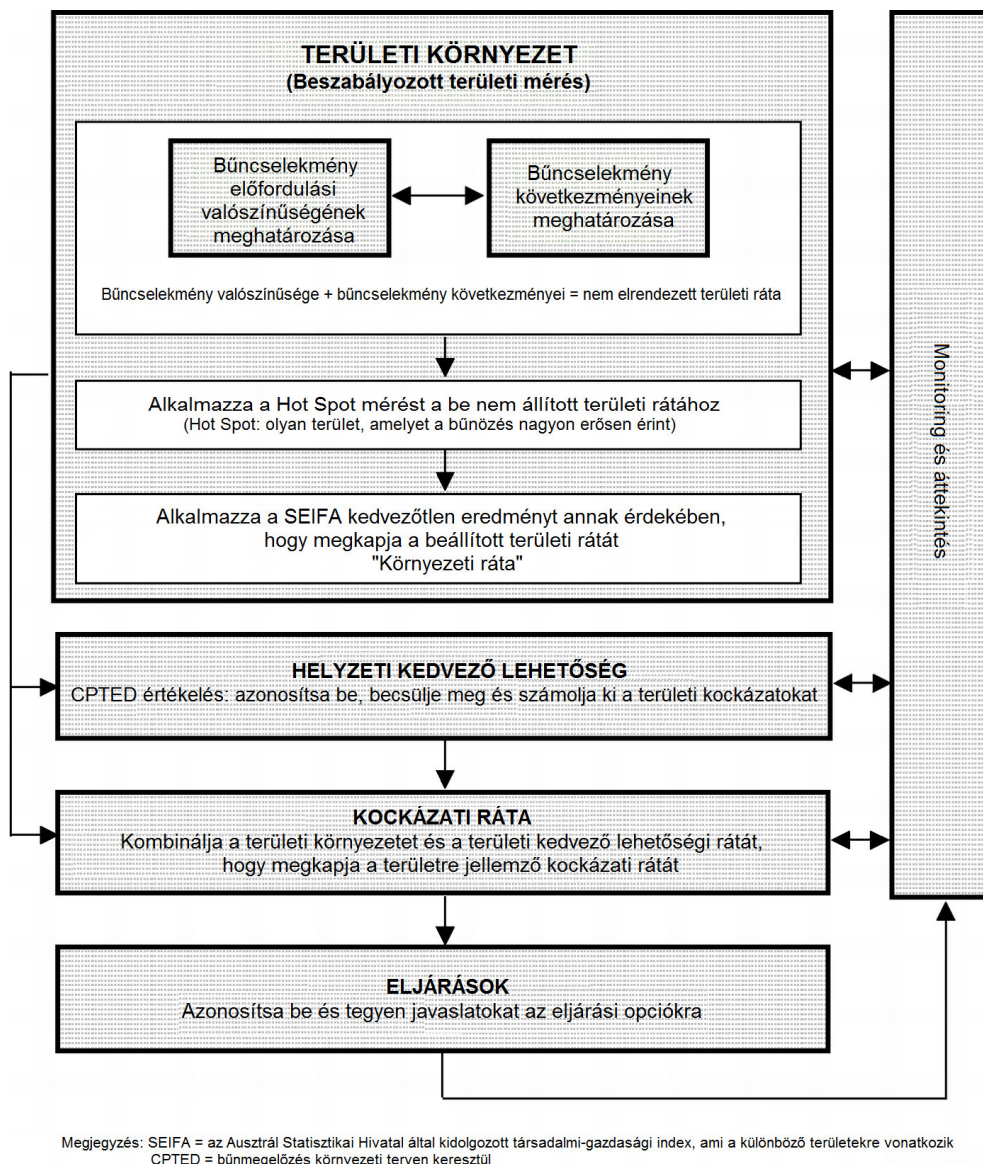 TERÜLETI KÖRNYEZET
(Beszabályozott területi mérés)
Bűncselekmény
előfordulási
valószínűségének
meghatározása
Bűncselekmény
következményeinek
meghatározása
Bűncselekmény valószínűsége + bűncselekmény következményei = nem elrendezett területi ráta
Alkalmazza a Hot Spot mérést a be nem állított területi rátához
(Hot Spot: olyan terület, amelyet a bűnözés nagyon erősen érint)
Alkalmazza a SEIFA kedvezőtlen eredményt annak érdekében,
hogy megkapja a beállított területi rátát
"Környezeti ráta"
HELYZETI KEDVEZŐ LEHETŐSÉG
CPTED értékelés: azonosítsa be, becsülje meg és számolja ki a területi kockázatokat
KOCKÁZATI RÁTA
Kombinálja a területi környezetet és a területi kedvező lehetőségi rátát,
hogy megkapja a területre jellemző kockázati rátát
ELJÁRÁSOK
Azonosítsa be és tegyen javaslatokat az eljárási opciókra
Monitoring és áttekintés
Megjegyzés: SEIFA = az Ausztrál Statisztikai Hivatal által kidolgozott társadalmi-gazdasági index, ami a különböző területekre vonatkozik
CPTED = bűnmegelőzés környezeti terven keresztül